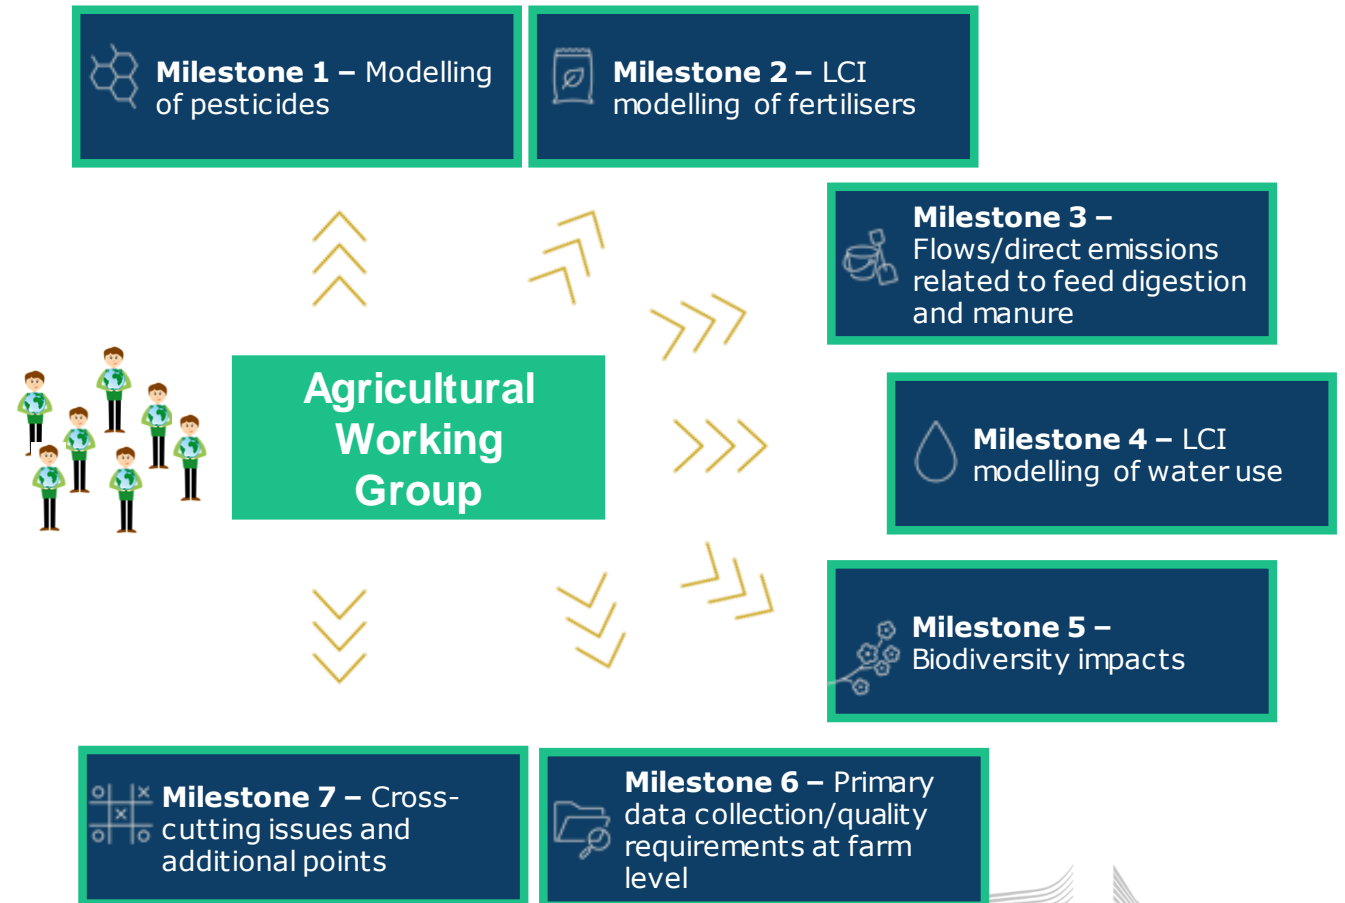 Milestone 1 – Modelling
of pesticides
Milestone 2 – LCI
modelling of fertilisers
Milestone 3 –
Flows/direct emissions
related to feed digestion
and manure
Agricultural
Working
Group
Milestone 4 – LCI
modelling of water use
Milestone 5 –
Biodiversity impacts
Milestone 7 – Cross-
cutting issues and
additional points
Milestone 6 – Primary
data collection/quality
requirements at farm
level